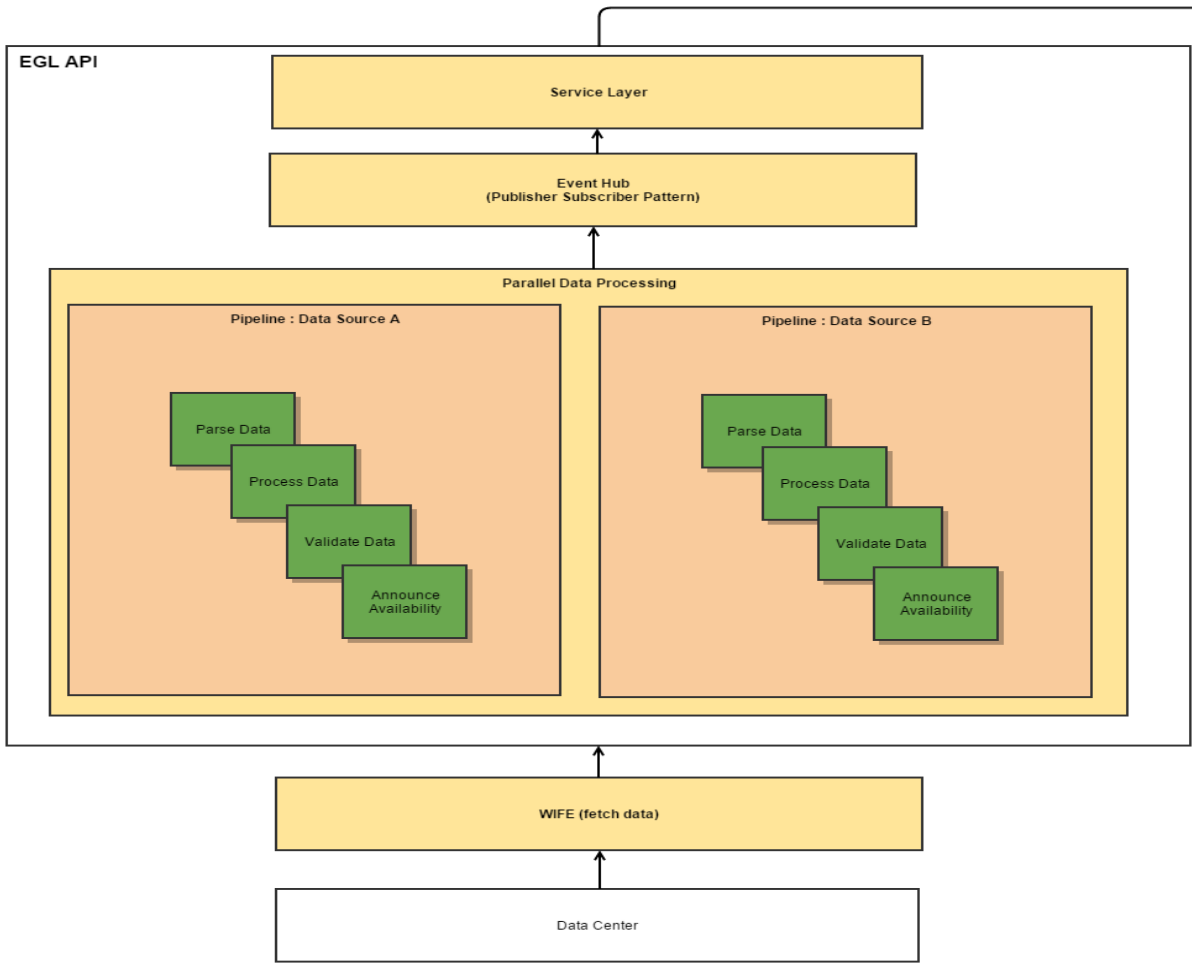 EGL API
Service Layer
Event Hub
(Publisher Subscriber Pattern)
Parallel Data Processing
Pipeline : Data Source A
Parse Data
Process Data
Validate Data
Announce
Availability
Pipeline : Data Source B
Parse Data
Process Data
Validate Data
Announce
Availability
WIFE (fetch data)
Data Center